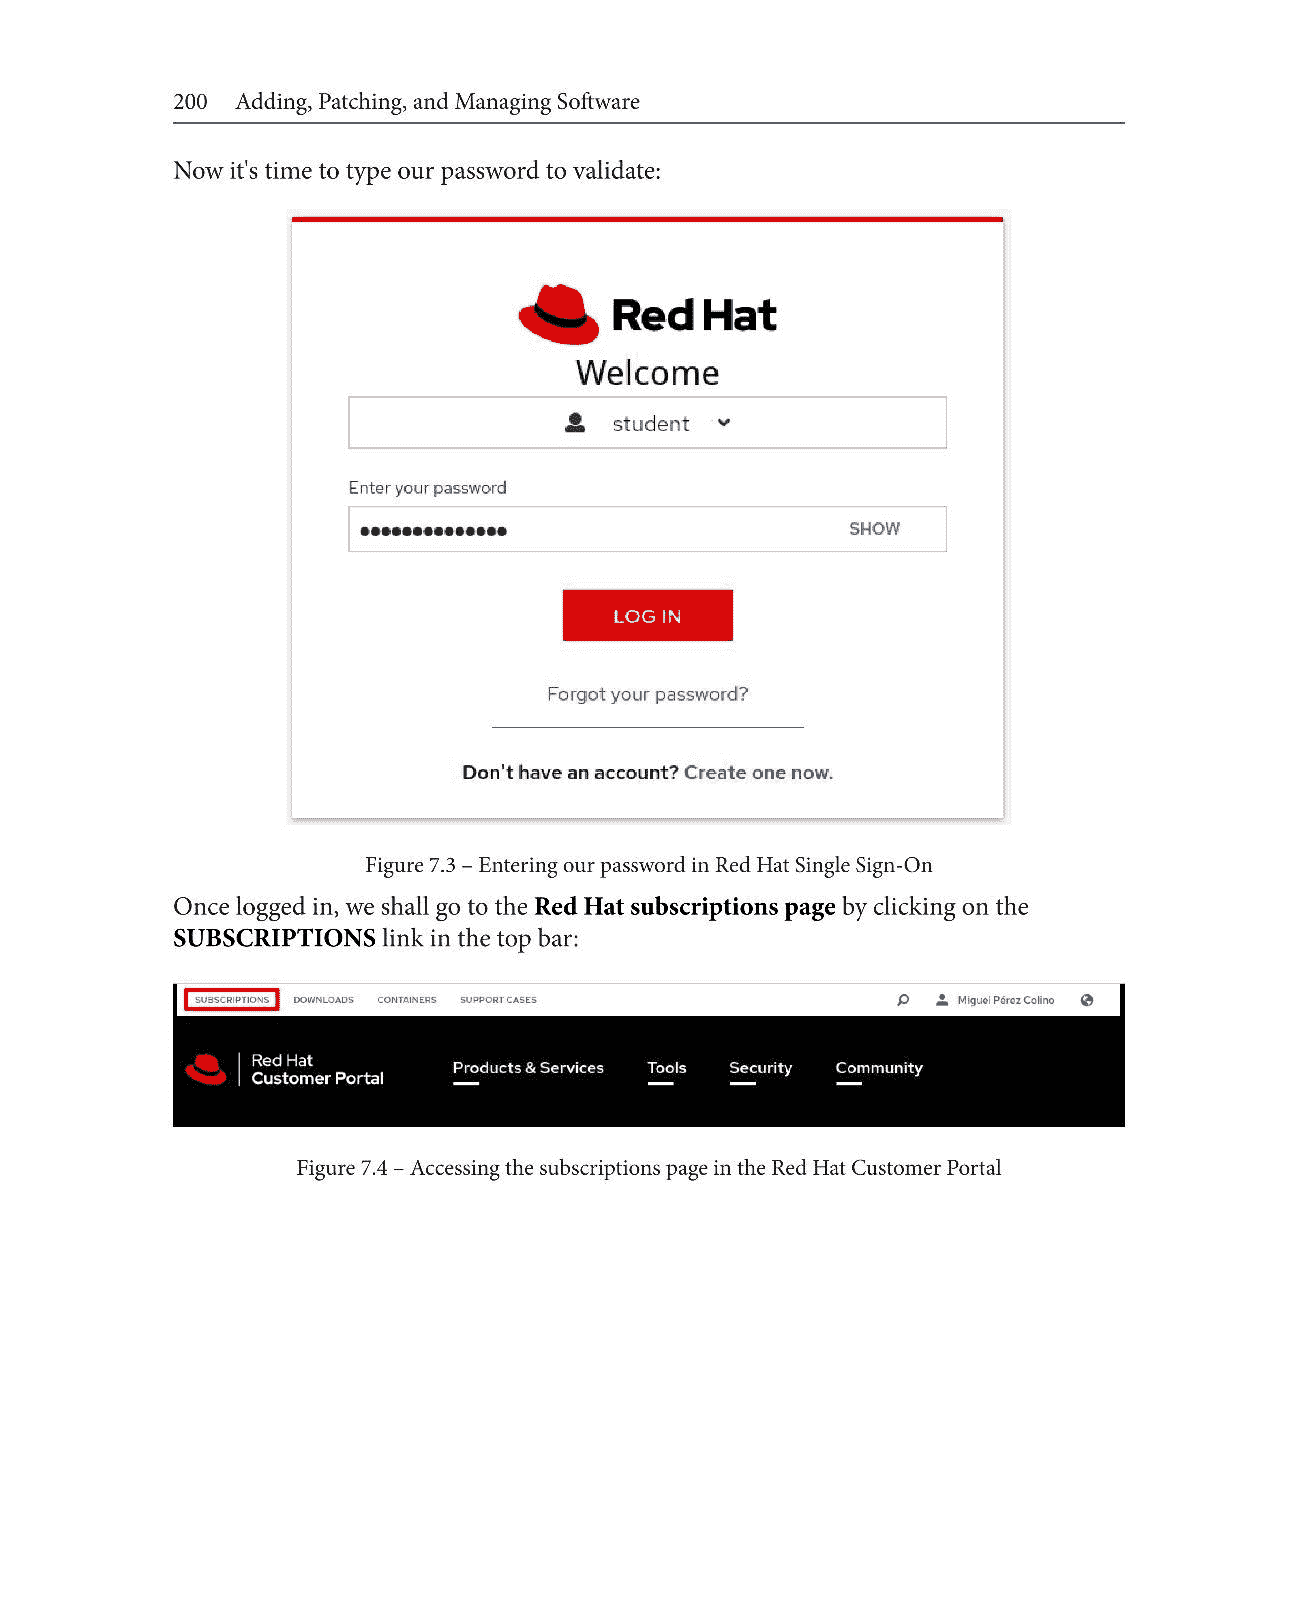 200 Adding, Patching, and Managing Software
Now it's time to type our password to validate:
Red Hat
Welcome
student
Enter your password
●●●●●●●●●●●●●● SHOW
LOG IN
Forgot your password?
Don't have an account? Create one now.
Figure 7.3 – Entering our password in Red Hat Single Sign-On
Once logged in, we shall go to the Red Hat subscriptions page by clicking on the
SUBSCRIPTIONS link in the top bar:
SUBSCRIPTIONS DOWNLOADS CONTAINERS SUPPORT CASES Miguel Pérez Colino
Red Hat
Customer Portal Products & Services Tools Security Community
Figure 7.4 – Accessing the subscriptions page in the Red Hat Customer Portal